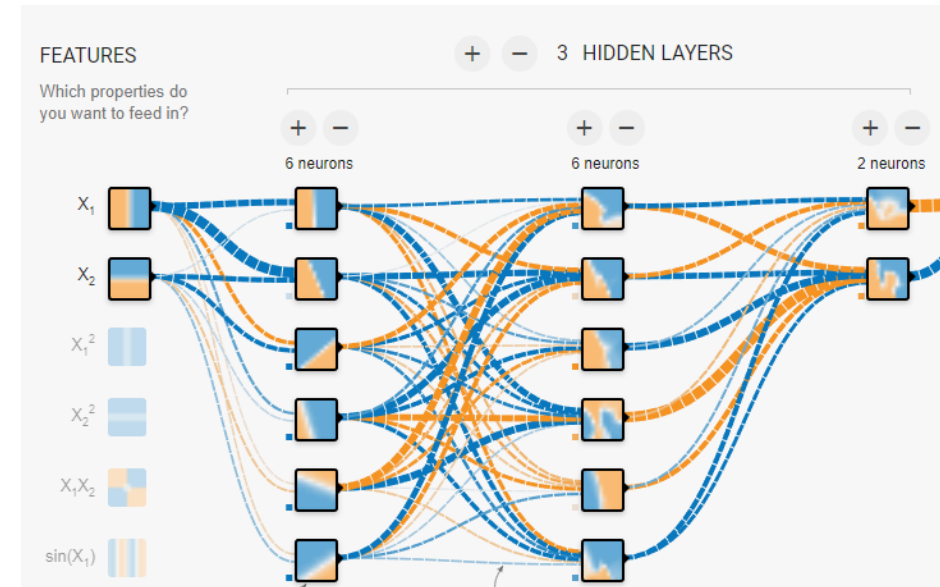 FEATURES
Which properties do
you want to feed in?
+ − 3 HIDDEN LAYERS
+ − + − + −
6 neurons 6 neurons 2 neurons
X₁
X₂
X₁²
X₂²
X₁X₂
sin(X₁)